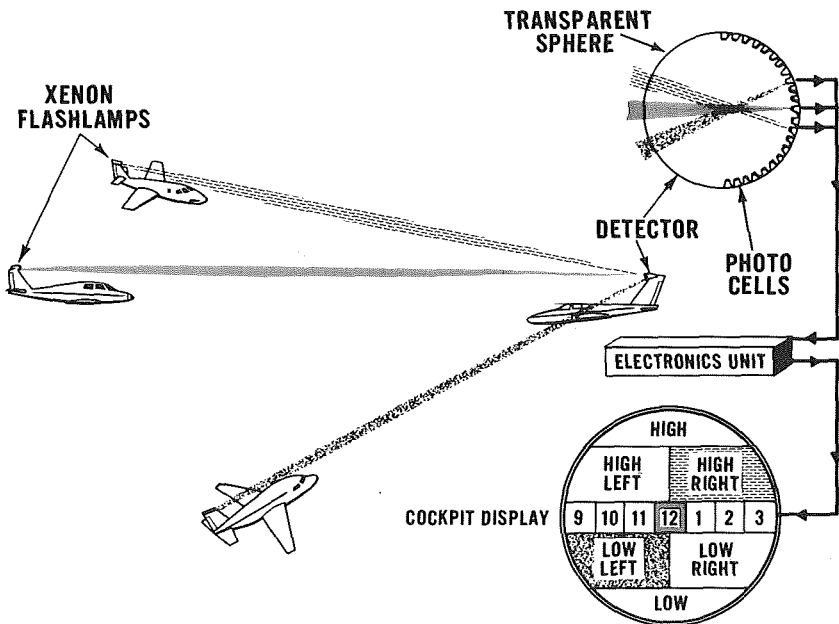 TRANSPARENT
SPHERE
XENON
FLASHLAMPS
DETECTOR
PHOTO
CELLS
ELECTRONICS UNIT
COCKPIT DISPLAY
HIGH
HIGH
LEFT
HIGH
RIGHT
9 10 11 12 1 2 3
LOW
LEFT
LOW
RIGHT
LOW